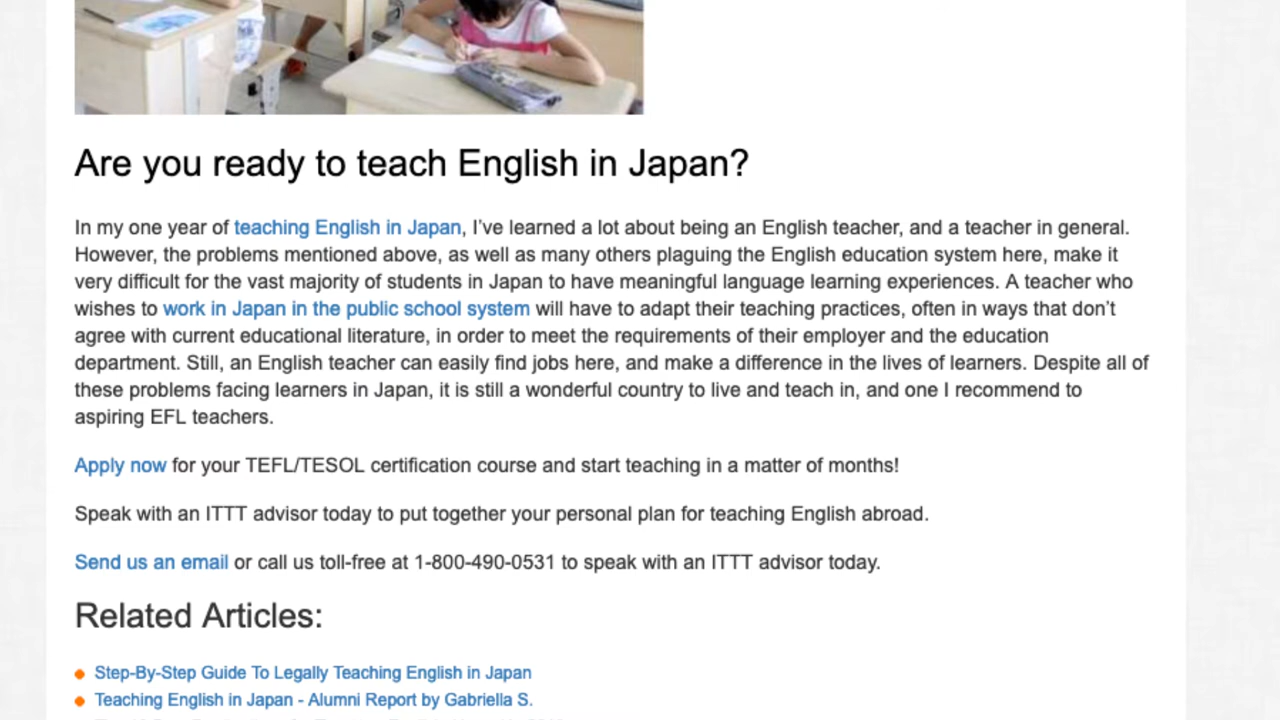 Are you ready to teach English in Japan?
In my one year of teaching English in Japan, I’ve learned a lot about being an English teacher, and a teacher in general.
However, the problems mentioned above, as well as many others plaguing the English education system here, make it
very difficult for the vast majority of students in Japan to have meaningful language learning experiences. A teacher who
wishes to work in Japan in the public school system will have to adapt their teaching practices, often in ways that don’t
agree with current educational literature, in order to meet the requirements of their employer and the education
department. Still, an English teacher can easily find jobs here, and make a difference in the lives of learners. Despite all of
these problems facing learners in Japan, it is still a wonderful country to live and teach in, and one I recommend to
aspiring EFL teachers.
Apply now for your TEFL/TESOL certification course and start teaching in a matter of months!
Speak with an ITTT advisor today to put together your personal plan for teaching English abroad.
Send us an email or call us toll-free at 1-800-490-0531 to speak with an ITTT advisor today.
Related Articles:
Step-By-Step Guide To Legally Teaching English in Japan
Teaching English in Japan - Alumni Report by Gabriella S.